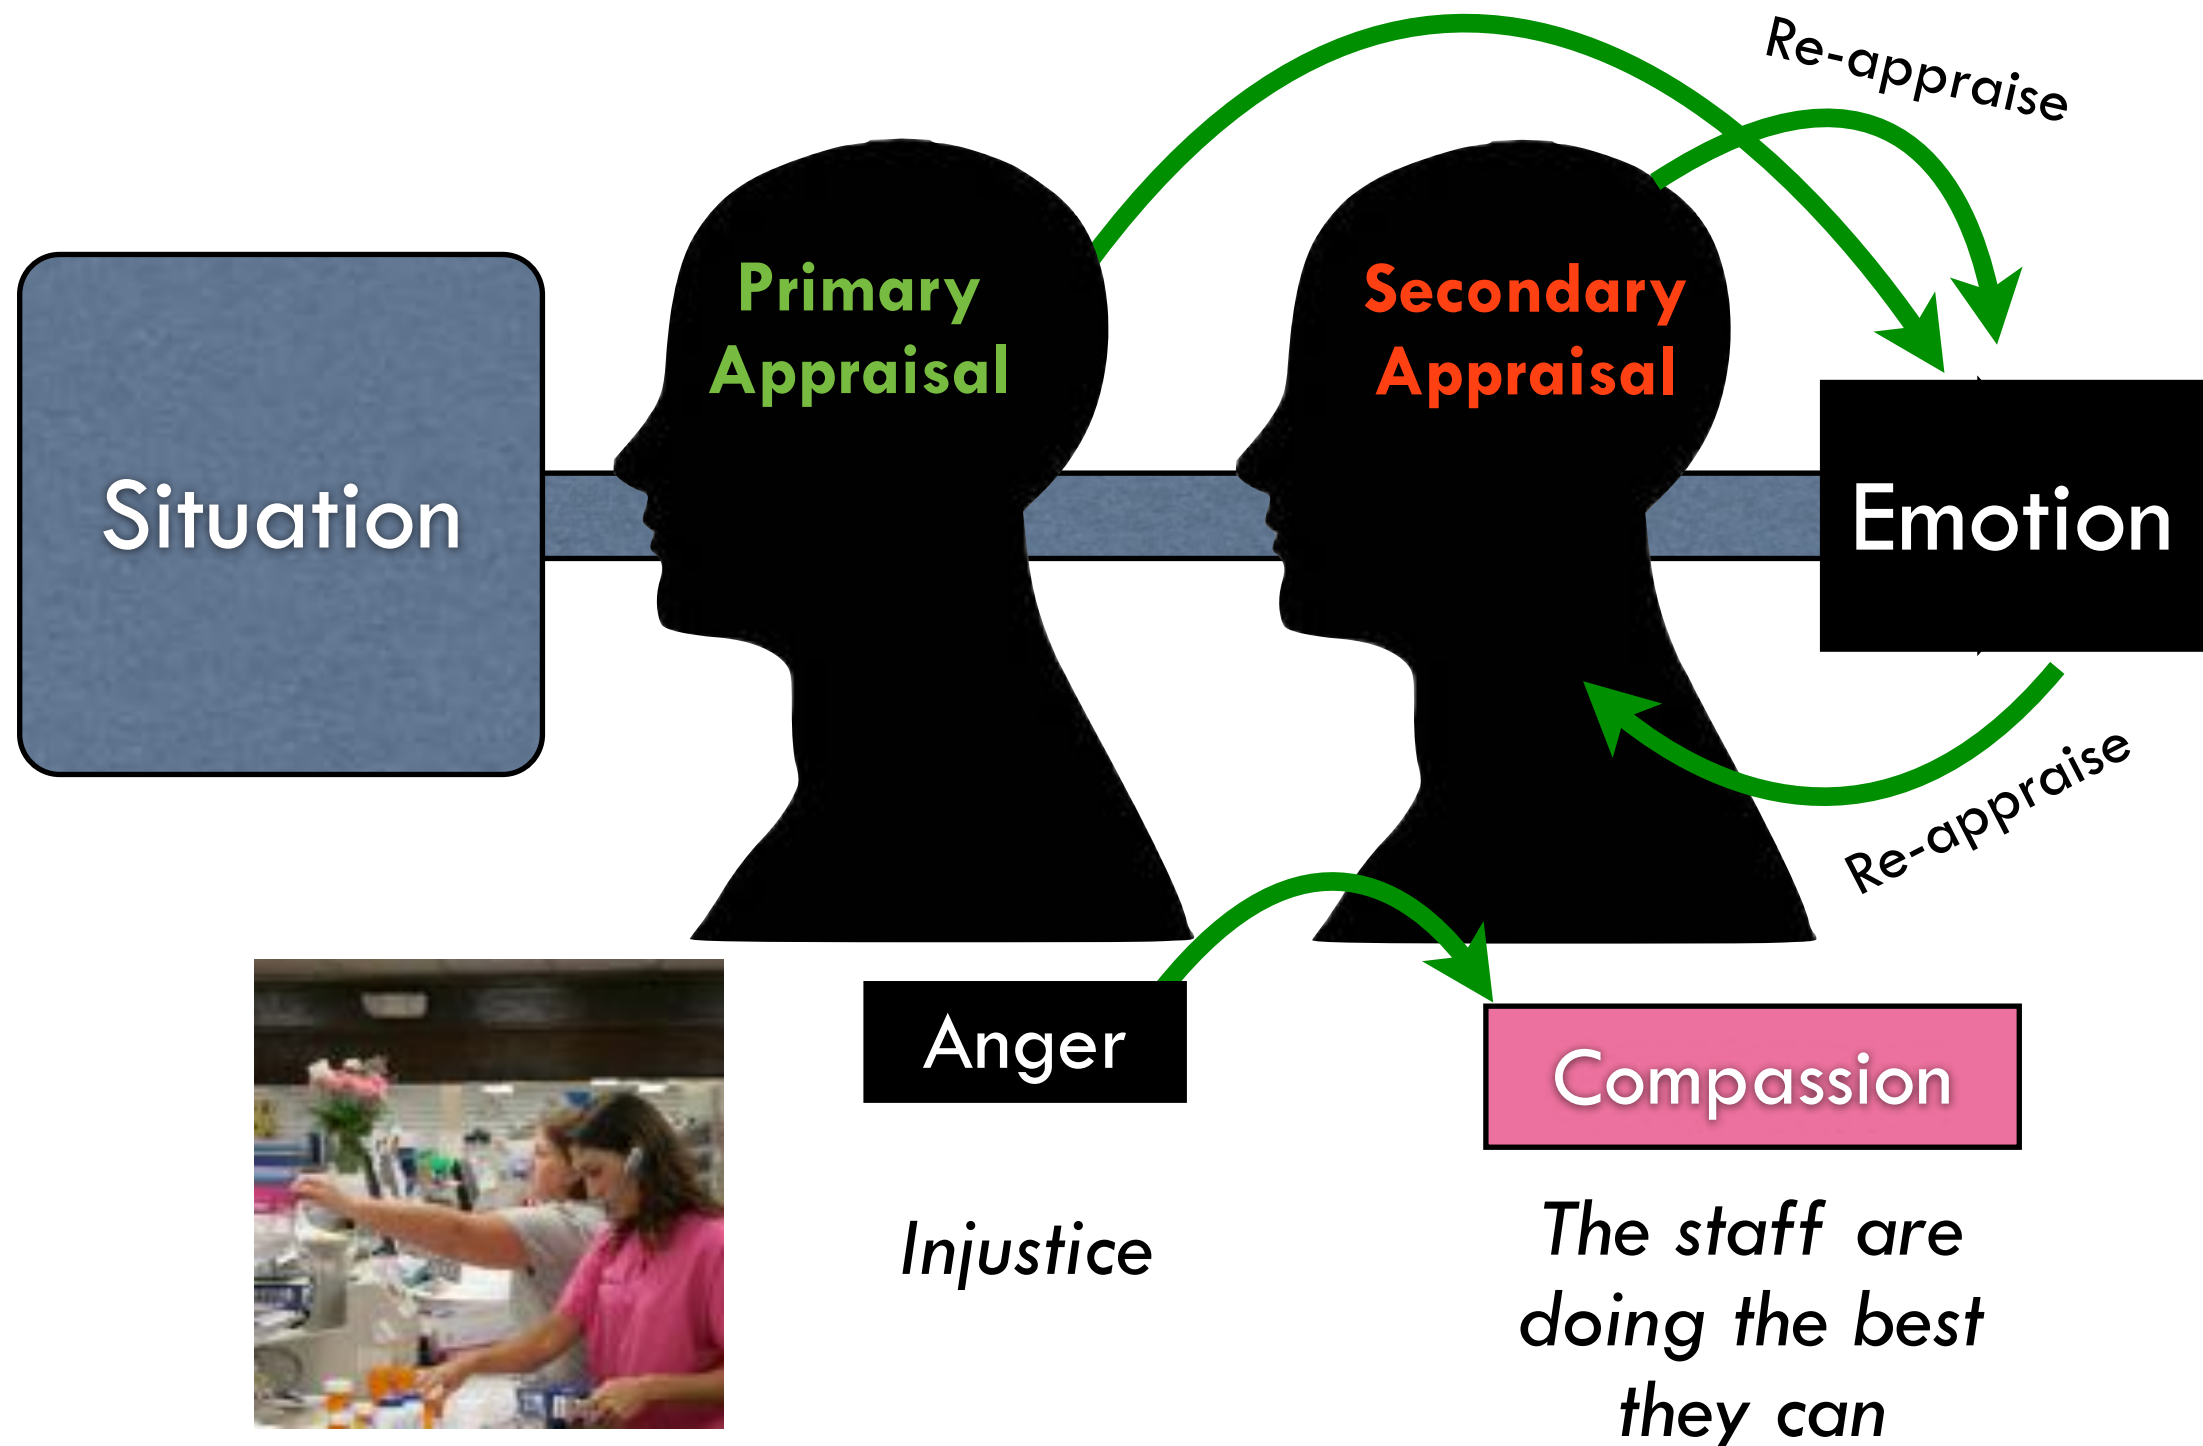 Re-appraise
Primary
Appraisal
Secondary
Appraisal
Situation
Emotion
Re-appraise
Anger
Compassion
Injustice
The staff are
doing the best
they can